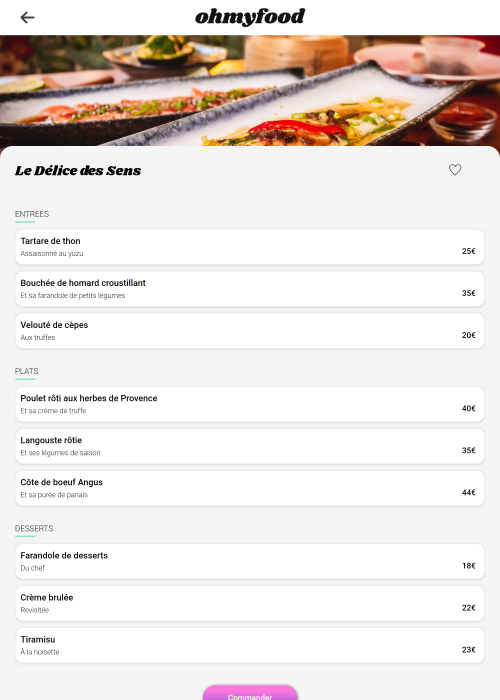 ohmyfood
Le Délice des Sens
ENTREES
Tartare de thon
Assaisonné au yuzu
25€
Bouchée de homard croustillant
Et sa farandole de petits légumes
35€
Velouté de cèpes
Aux truffes
20€
PLATS
Poulet rôti aux herbes de Provence
Et sa crème de truffe
40€
Langouste rôtie
Et ses légumes de saison
35€
Côte de boeuf Angus
Et sa purée de panais
44€
DESSERTS
Farandole de desserts
Du chef
18€
Crème brulée
Revisitée
22€
Tiramisu
À la noisette
23€
Commander